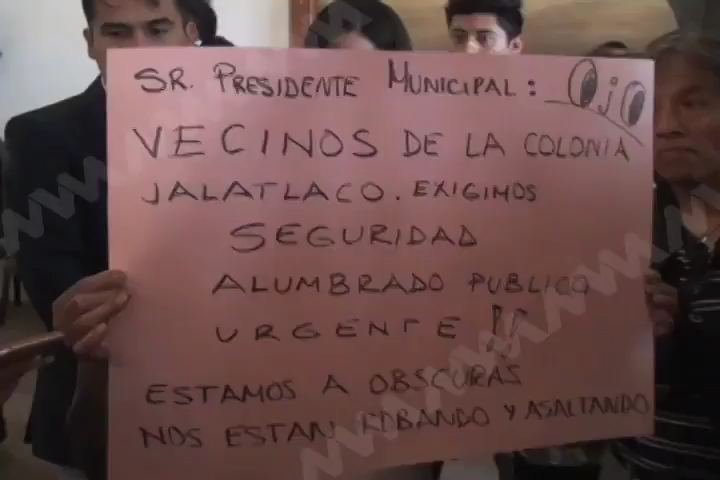 SR. PRESIDENTE MUNICIPAL: OjO
VECINOS DE LA COLONIA
JALATLACO. EXIGIMOS
SEGURIDAD
ALUMBRADO PUBLICO
URGENTE !!
ESTAMOS A OBSCURAS
NOS ESTAN ROBANDO Y ASALTANDO